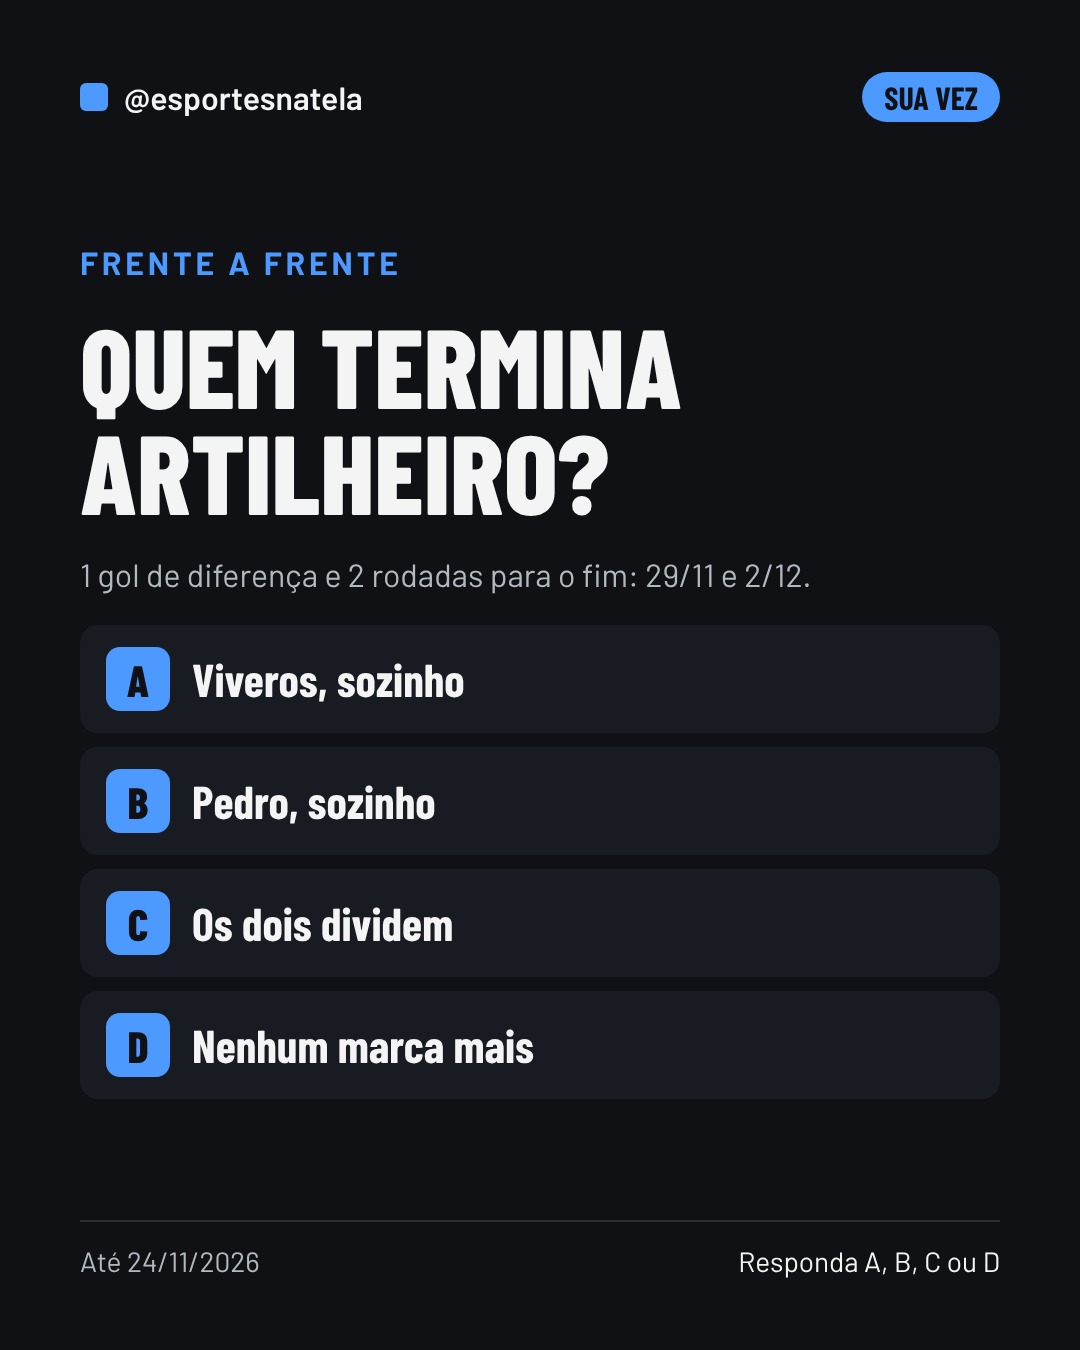 @esportesnatela
SUA VEZ
FRENTE A FRENTE
QUEM TERMINA
ARTILHEIRO?
1 gol de diferença e 2 rodadas para o fim: 29/11 e 2/12.
A Viveros, sozinho
B Pedro, sozinho
C Os dois dividem
D Nenhum marca mais
Até 24/11/2026
Responda A, B, C ou D